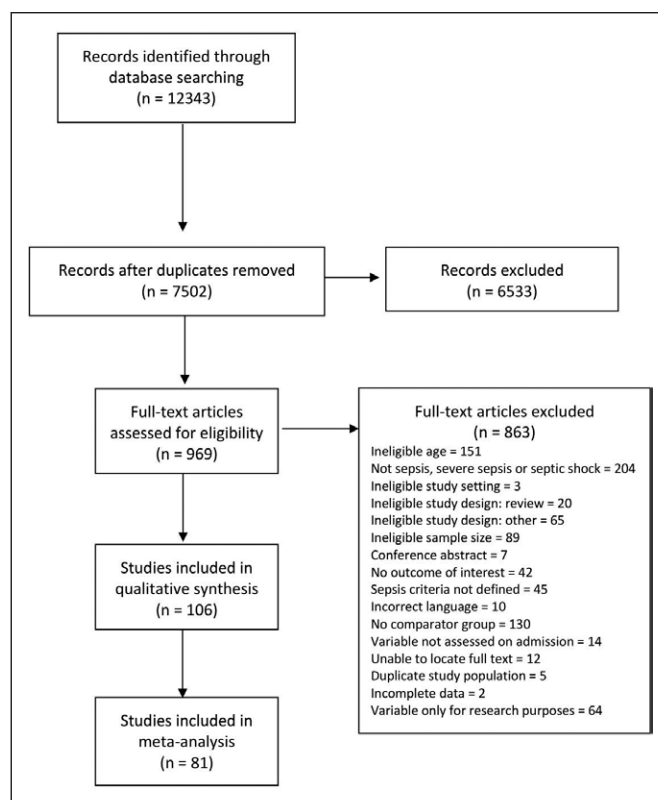 Records identified through
database searching
(n = 12343)
Records after duplicates removed
(n = 7502)
Records excluded
(n = 6533)
Full-text articles
assessed for eligibility
(n = 969)
Full-text articles excluded
(n = 863)
Ineligible age = 151
Not sepsis, severe sepsis or septic shock = 204
Ineligible study setting = 3
Ineligible study design: review = 20
Ineligible study design: other = 65
Ineligible sample size = 89
Conference abstract = 7
No outcome of interest = 42
Sepsis criteria not defined = 45
Incorrect language = 10
No comparator group = 130
Variable not assessed on admission = 14
Unable to locate full text = 12
Duplicate study population = 5
Incomplete data = 2
Variable only for research purposes = 64
Studies included in
qualitative synthesis
(n = 106)
Studies included in
meta-analysis
(n = 81)